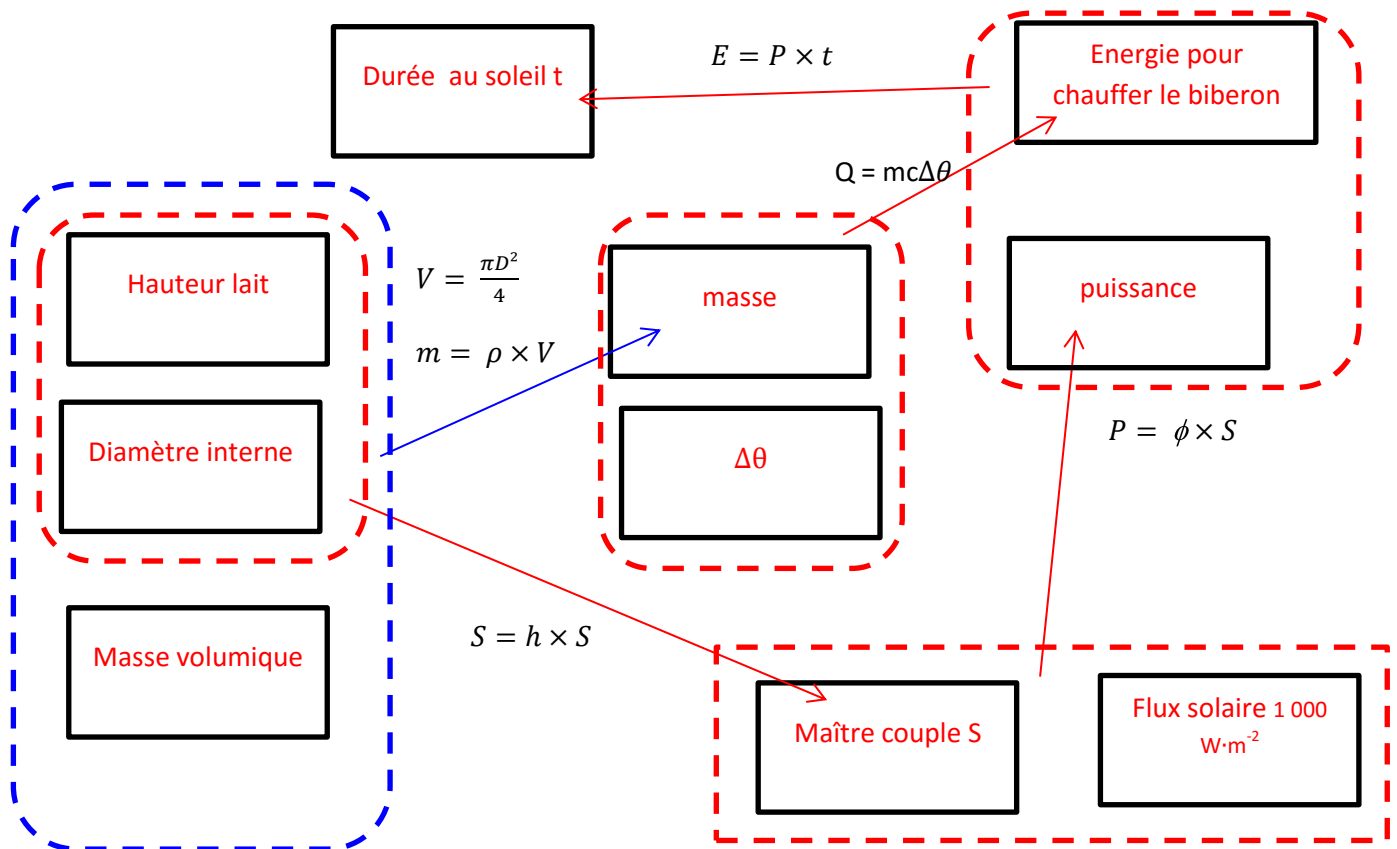 Durée au soleil t
E = P × t
Energie pour
chauffer le biberon
Q = mcΔθ
Hauteur lait
V = πD²/4
masse
puissance
m = ρ × V
Diamètre interne
Δθ
P = ϕ × S
S = h × S
Masse volumique
Maître couple S
Flux solaire 1 000
W·m⁻²